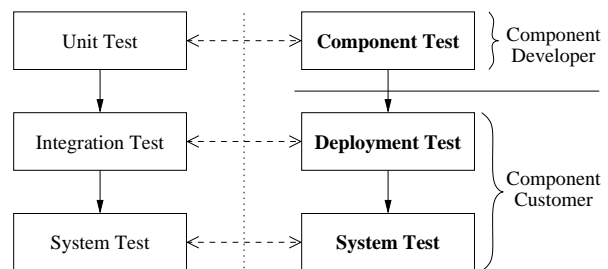 Unit Test
Component Test
Component
Developer
Integration Test
Deployment Test
Component
Customer
System Test
System Test